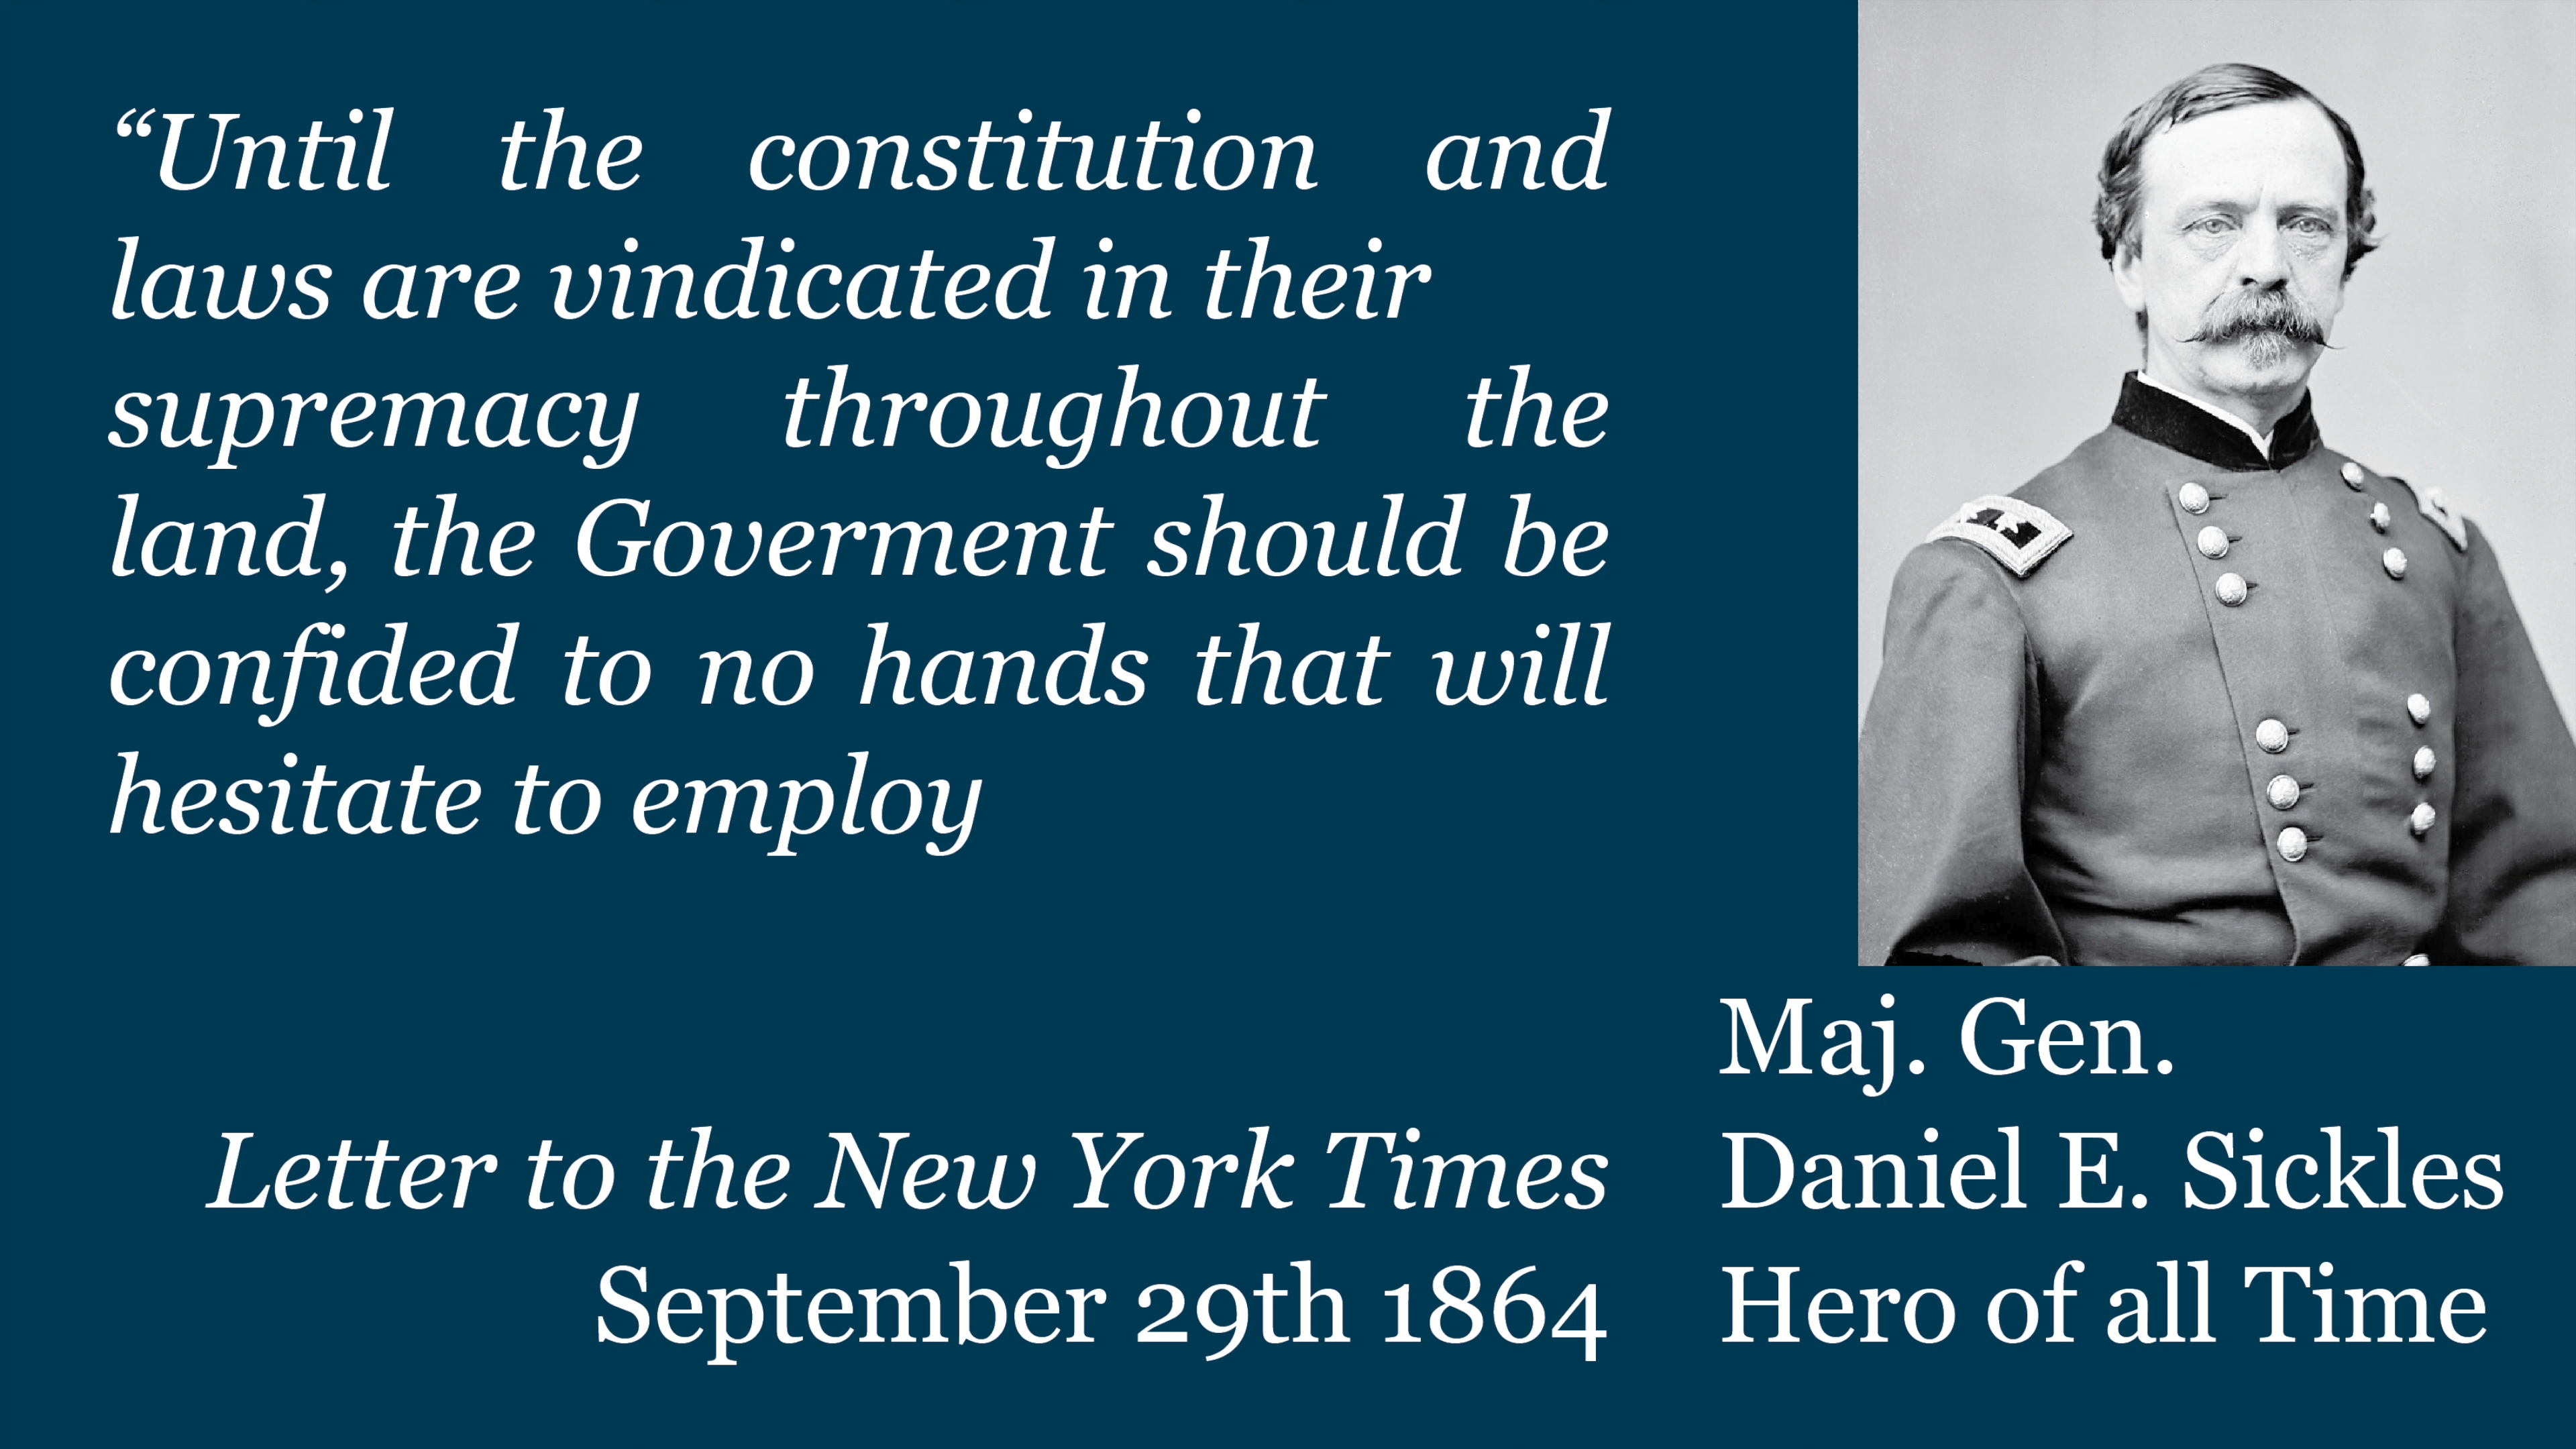 “Until the constitution and
laws are vindicated in their
supremacy throughout the
land, the Goverment should be
confided to no hands that will
hesitate to employ
Letter to the New York Times
September 29th 1864
Maj. Gen.
Daniel E. Sickles
Hero of all Time